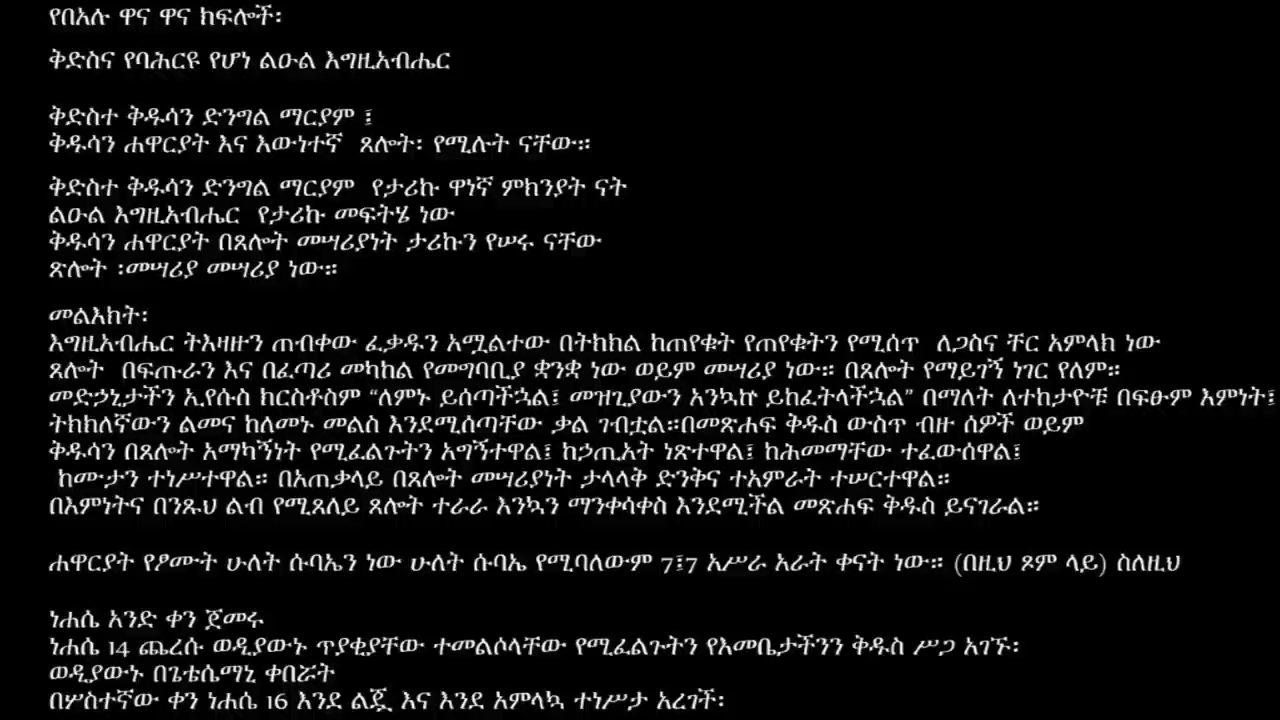 የበአሉ ዋና ዋና ክፍሎች፡
ቅድስና የባሕርዩ የሆነ ልዑል እግዚአብሔር
ቅድስተ ቅዱሳን ድንግል ማርያም ፤
ቅዱሳን ሐዋርያት እና እውነተኛ ጸሎት፡ የሚሉት ናቸው።
ቅድስተ ቅዱሳን ድንግል ማርያም የታሪኩ ዋነኛ ምክንያት ናት
ልዑል እግዚአብሔር የታሪኩ መፍትሄ ነው
ቅዱሳን ሐዋርያት በጸሎት መሣሪያነት ታሪኩን የሠሩ ናቸው
ጽሎት ፡መሣሪያ መሣሪያ ነው።
መልእክት፡
እግዚአብሔር ትእዛዙን ጠብቀው ፈቃዱን አሟልተው በትክክል ከጠየቁት የጠየቁትን የሚሰጥ ለጋስና ቸር አምላክ ነው
ጸሎት በፍጡራን እና በፈጣሪ መካከል የመግባቢያ ቋንቋ ነው ወይም መሣሪያ ነው። በጸሎት የማይገኝ ነገር የለም።
መድኃኒታችን ኢየሱስ ክርስቶስም “ለምኑ ይሰጣችኋል፤ መዝጊያውን አንኳኩ ይከፈትላችኋል” በማለት ለተከታዮቹ በፍፁም እምነት፤
ትክክለኛውን ልመና ከለመኑ መልስ እንደሚሰጣቸው ቃል ገብቷል።በመጽሐፍ ቅዱስ ውስጥ ብዙ ሰዎች ወይም
ቅዱሳን በጸሎት አማካኝነት የሚፈልጉትን አግኝተዋል፤ ከኃጢአት ነጽተዋል፤ ከሕመማቸው ተፈውሰዋል፤
ከሙታን ተነሥተዋል። በአጠቃላይ በጸሎት መሣሪያነት ታላላቅ ድንቅና ተአምራት ተሠርተዋል።
በእምነትና በንጹህ ልብ የሚጸለይ ጸሎት ተራራ እንኳን ማንቀሳቀስ እንደሚችል መጽሐፍ ቅዱስ ይናገራል።
ሐዋርያት የፆሙት ሁለት ሱባኤን ነው ሁለት ሱባኤ የሚባለውም 7፤7 አሥራ አራት ቀናት ነው። (በዚህ ጾም ላይ) ስለዚህ
ነሐሴ አንድ ቀን ጀመሩ
ነሐሴ 14 ጨረሱ ወዲያውኑ ጥያቂያቸው ተመልሶላቸው የሚፈልጉትን የእመቤታችንን ቅዱስ ሥጋ አገኙ፡
ወዲያውኑ በጌቴሴማኒ ቀበሯት
በሦስተኛው ቀን ነሐሴ 16 እንደ ልጇ እና እንደ አምላኳ ተነሥታ አረገች፡